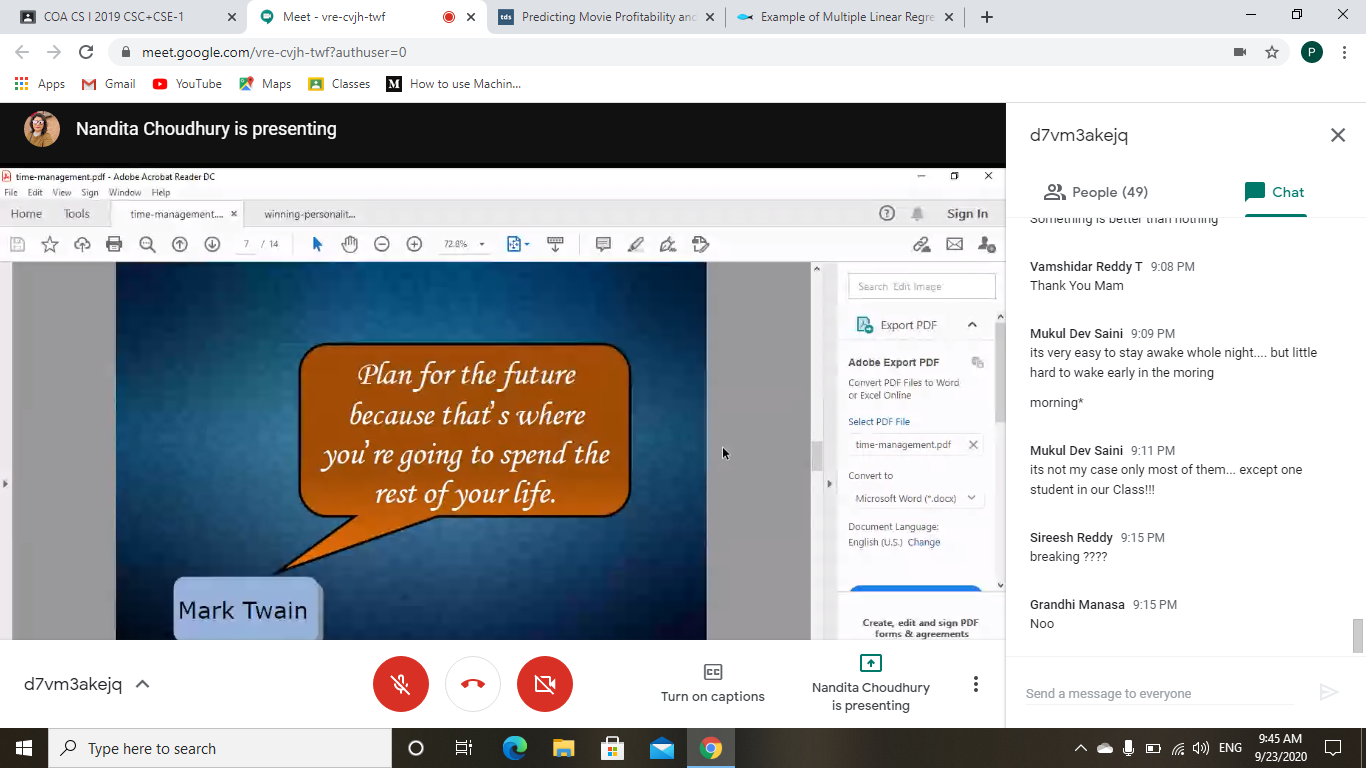 COA CS I 2019 CSC+CSE-1
Meet - vre-cvjh-twf
Predicting Movie Profitability and
Example of Multiple Linear Regre
meet.google.com/vre-cvjh-twf?authuser=0
P
Apps
Gmail
YouTube
Maps
Classes
How to use Machin...
Nandita Choudhury is presenting
time-management.pdf - Adobe Acrobat Reader DC
File Edit View Sign Window Help
Home
Tools
time-management....
winning-personalit...
Sign In
7 / 14
72.8%
Plan for the future
because that's where
you're going to spend the
rest of your life.
Mark Twain
Search 'Edit Image'
Export PDF
Adobe Export PDF
Convert PDF Files to Word
or Excel Online
Select PDF File
time-management.pdf
Convert to
Microsoft Word (*.docx)
Document Language:
English (U.S.) Change
Create, edit and sign PDF
forms & agreements
d7vm3akejq
People (49)
Chat
Something is better than nothing
Vamshidar Reddy T 9:08 PM
Thank You Mam
Mukul Dev Saini 9:09 PM
its very easy to stay awake whole night.... but little
hard to wake early in the moring
morning*
Mukul Dev Saini 9:11 PM
its not my case only most of them... except one
student in our Class!!!
Sireesh Reddy 9:15 PM
breaking ????
Grandhi Manasa 9:15 PM
Noo
Send a message to everyone
d7vm3akejq
Turn on captions
Nandita Choudhury
is presenting
Type here to search
ENG
9:45 AM
9/23/2020